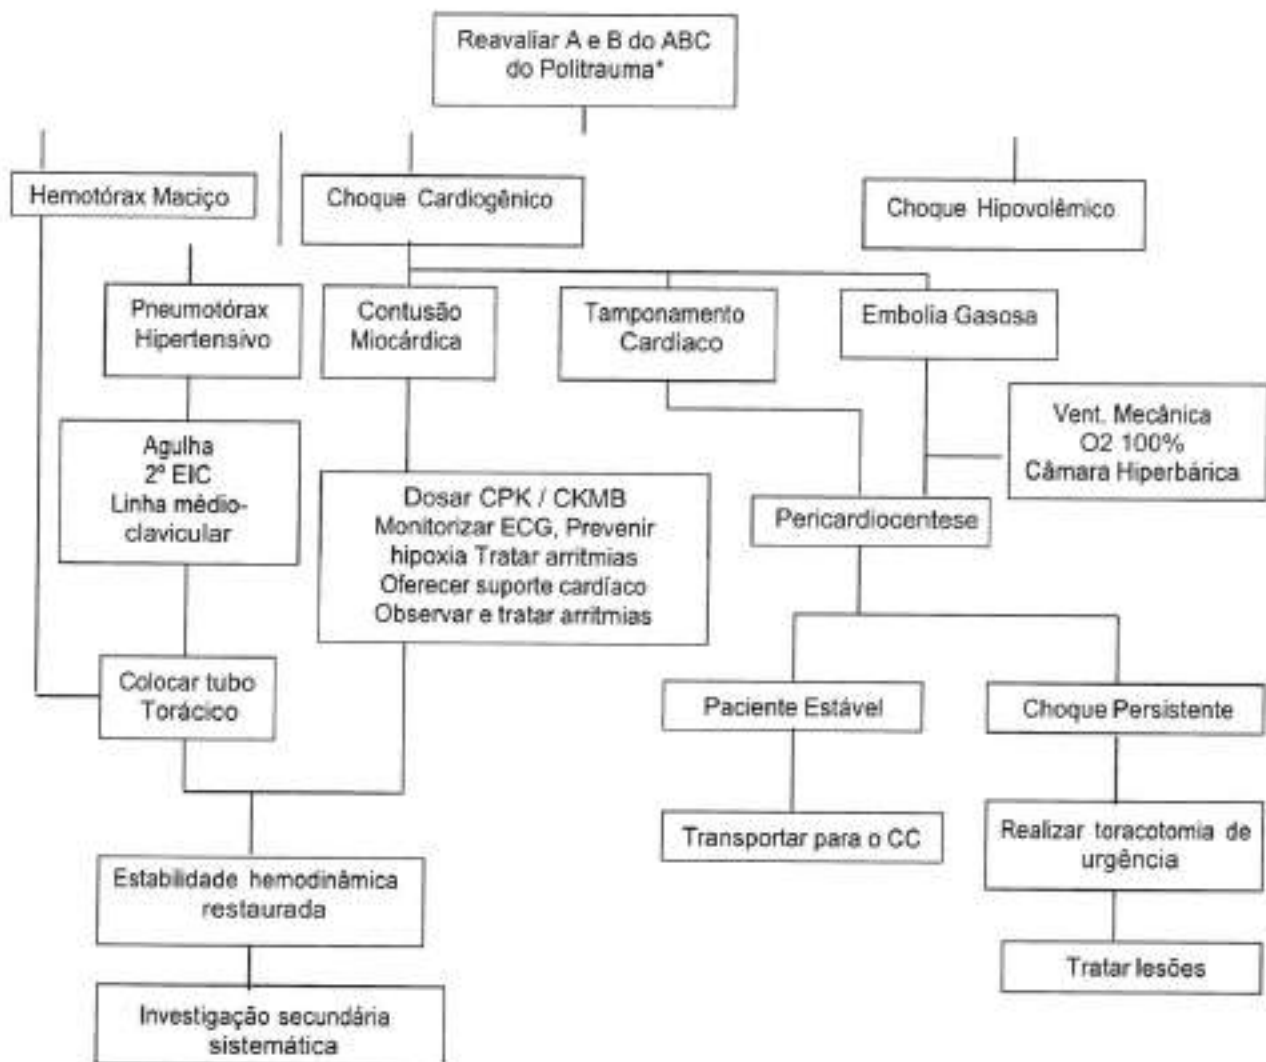 Reavaliar A e B do ABC
do Politrauma*
Hemotórax Maciço
Choque Cardiogênico
Choque Hipovolêmico
Pneumotórax
Hipertensivo
Contusão
Miocárdica
Tamponamento
Cardíaco
Embolia Gasosa
Agulha
2º EIC
Linha médio-
clavicular
Vent. Mecânica
O2 100%
Câmara Hiperbárica
Dosar CPK / CKMB
Monitorizar ECG, Prevenir
hipoxia Tratar arritmias
Oferecer suporte cardíaco
Observar e tratar arritmias
Pericardiocentese
Colocar tubo
Torácico
Paciente Estável
Choque Persistente
Transportar para o CC
Realizar toracotomia de
urgência
Estabilidade hemodinâmica
restaurada
Tratar lesões
Investigação secundária
sistemática